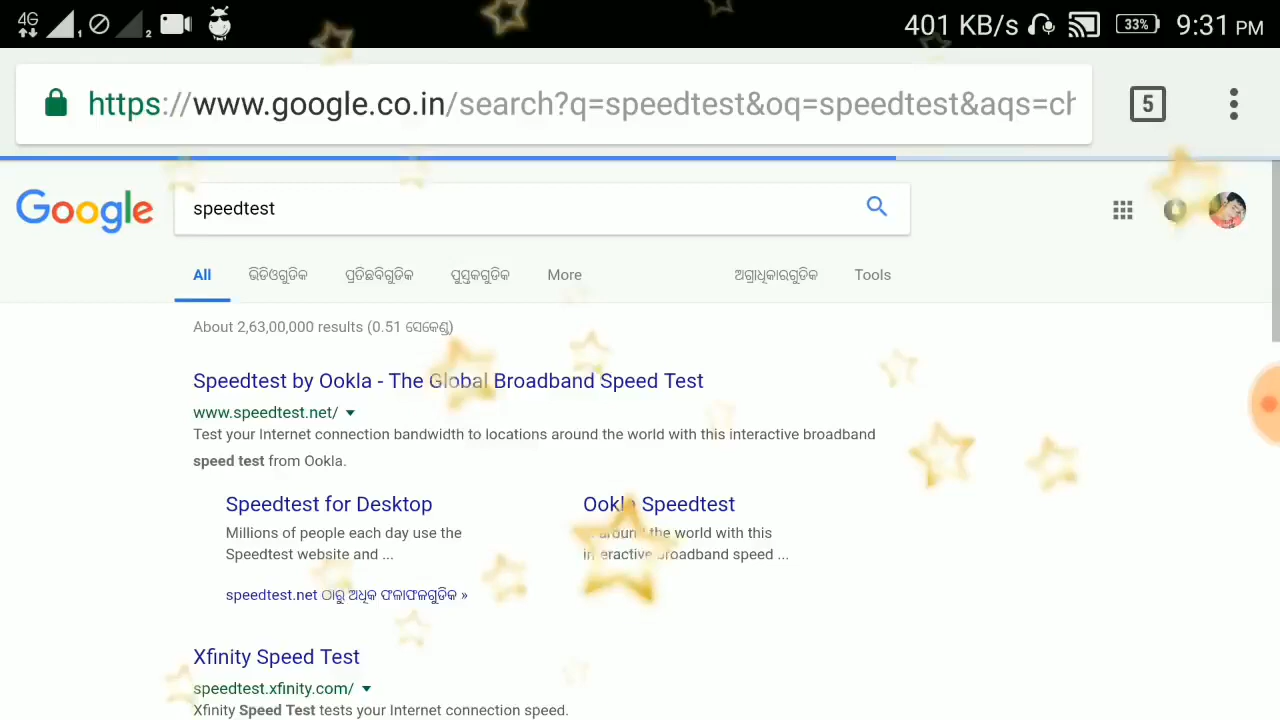 4G 1 2 401 KB/s 33% 9:31 PM
https://www.google.co.in/search?q=speedtest&oq=speedtest&aqs=ch 5
Google speedtest
All ଭିଡିଓଗୁଡିକ ପ୍ରତିଛବିଗୁଡିକ ପୁସ୍ତକଗୁଡିକ More ଅଗ୍ରାଧିକାରଗୁଡିକ Tools
About 2,63,00,000 results (0.51 ସେକେଣ୍ଡ)
Speedtest by Ookla - The Global Broadband Speed Test
www.speedtest.net/
Test your Internet connection bandwidth to locations around the world with this interactive broadband
speed test from Ookla.
Speedtest for Desktop Ookla Speedtest
Millions of people each day use the ... around the world with this
Speedtest website and ... interactive broadband speed ...
speedtest.net ଠାରୁ ଅଧିକ ଫଳାଫଳଗୁଡିକ »
Xfinity Speed Test
speedtest.xfinity.com/
Xfinity Speed Test tests your Internet connection speed.